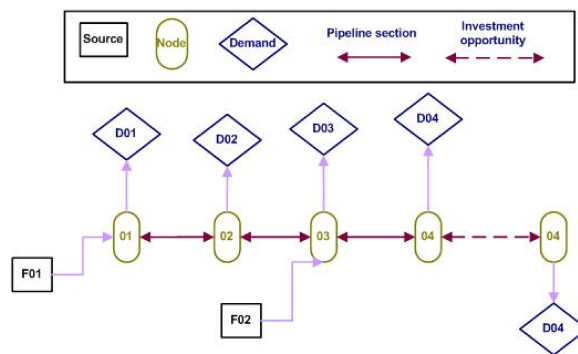 Source
Node
Demand
Pipeline section
Investment
opportunity
D01
D02
D03
D04
01
02
03
04
04
F01
F02
D04